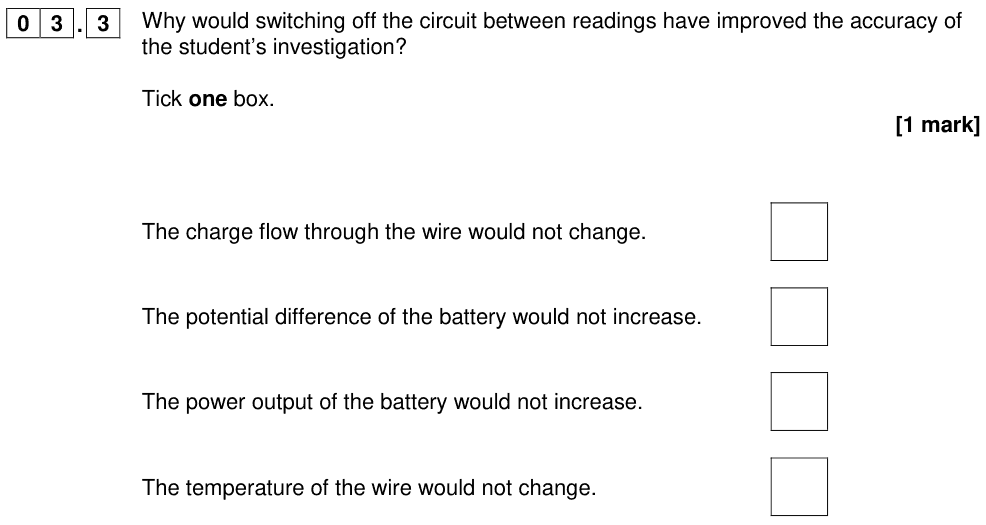 0 3 . 3 Why would switching off the circuit between readings have improved the accuracy of
the student's investigation?
Tick one box.
[1 mark]
The charge flow through the wire would not change.
The potential difference of the battery would not increase.
The power output of the battery would not increase.
The temperature of the wire would not change.